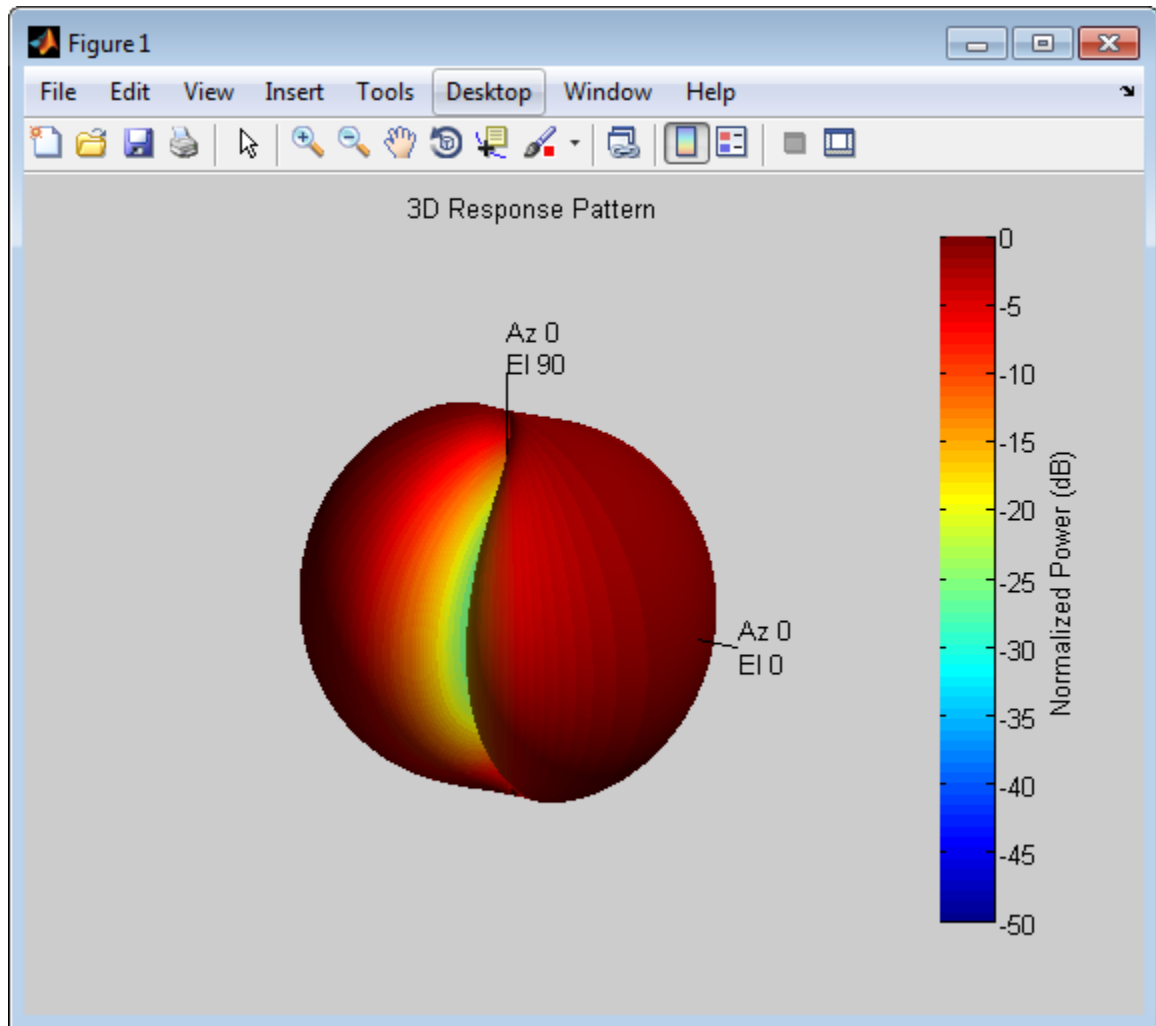 Figure 1
File Edit View Insert Tools Desktop Window Help
3D Response Pattern
Az 0
El 90
Az 0
El 0
0
-5
-10
-15
-20
-25
-30
-35
-40
-45
-50
Normalized Power (dB)